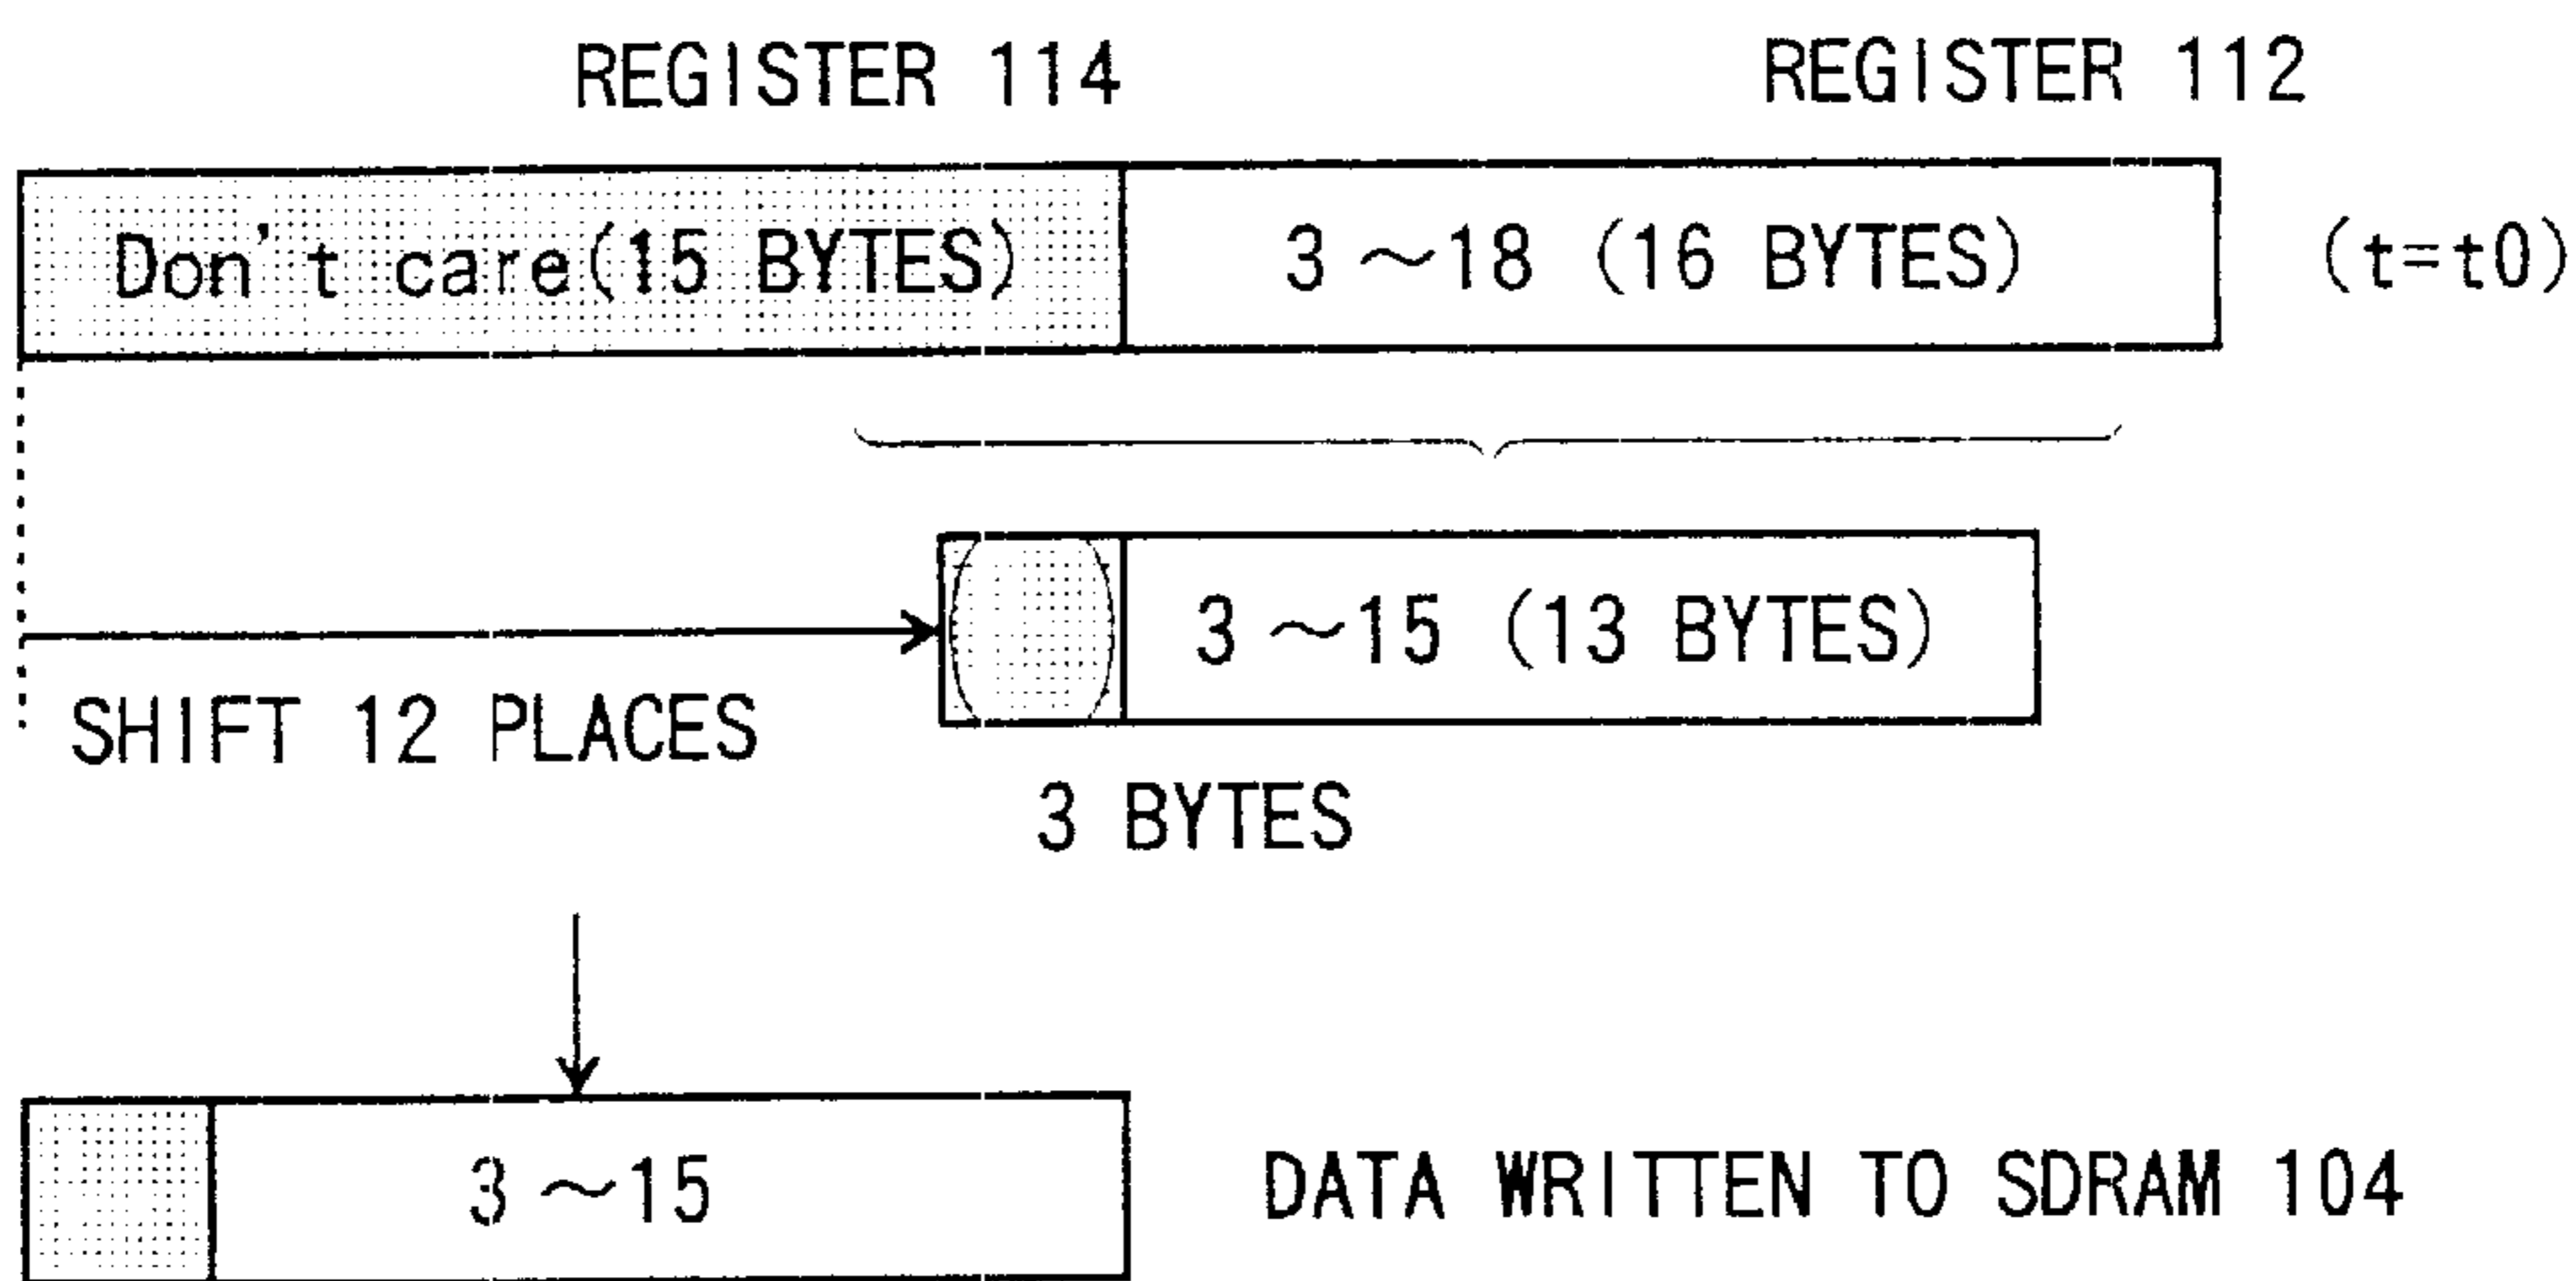 REGISTER 114 REGISTER 112
Don't care(15 BYTES) 3 ~18 (16 BYTES) (t=t0)
3 ~15 (13 BYTES)
SHIFT 12 PLACES
3 BYTES
3 ~15 DATA WRITTEN TO SDRAM 104